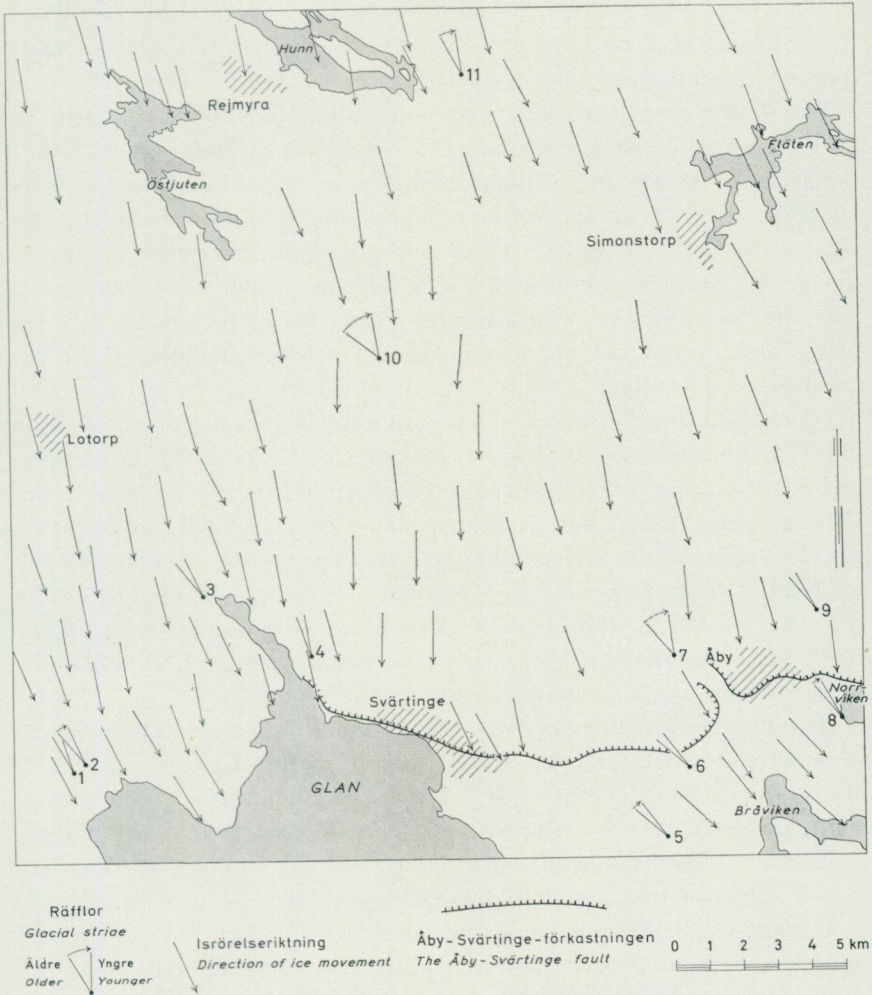 Hunn
11
Rejmyra
Fläten
Östjuten
Simonstorp
10
Lotorp
3
9
4
7
Åby
Norr-
viken
Svärtinge
8
2
1
6
GLAN
Bråviken
5
Räfflor
Glacial striae
Äldre
Older
Yngre
Younger
Isrörelseriktning
Direction of ice movement
Åby-Svärtinge-förkastningen
The Åby-Svärtinge fault
0 1 2 3 4 5 km